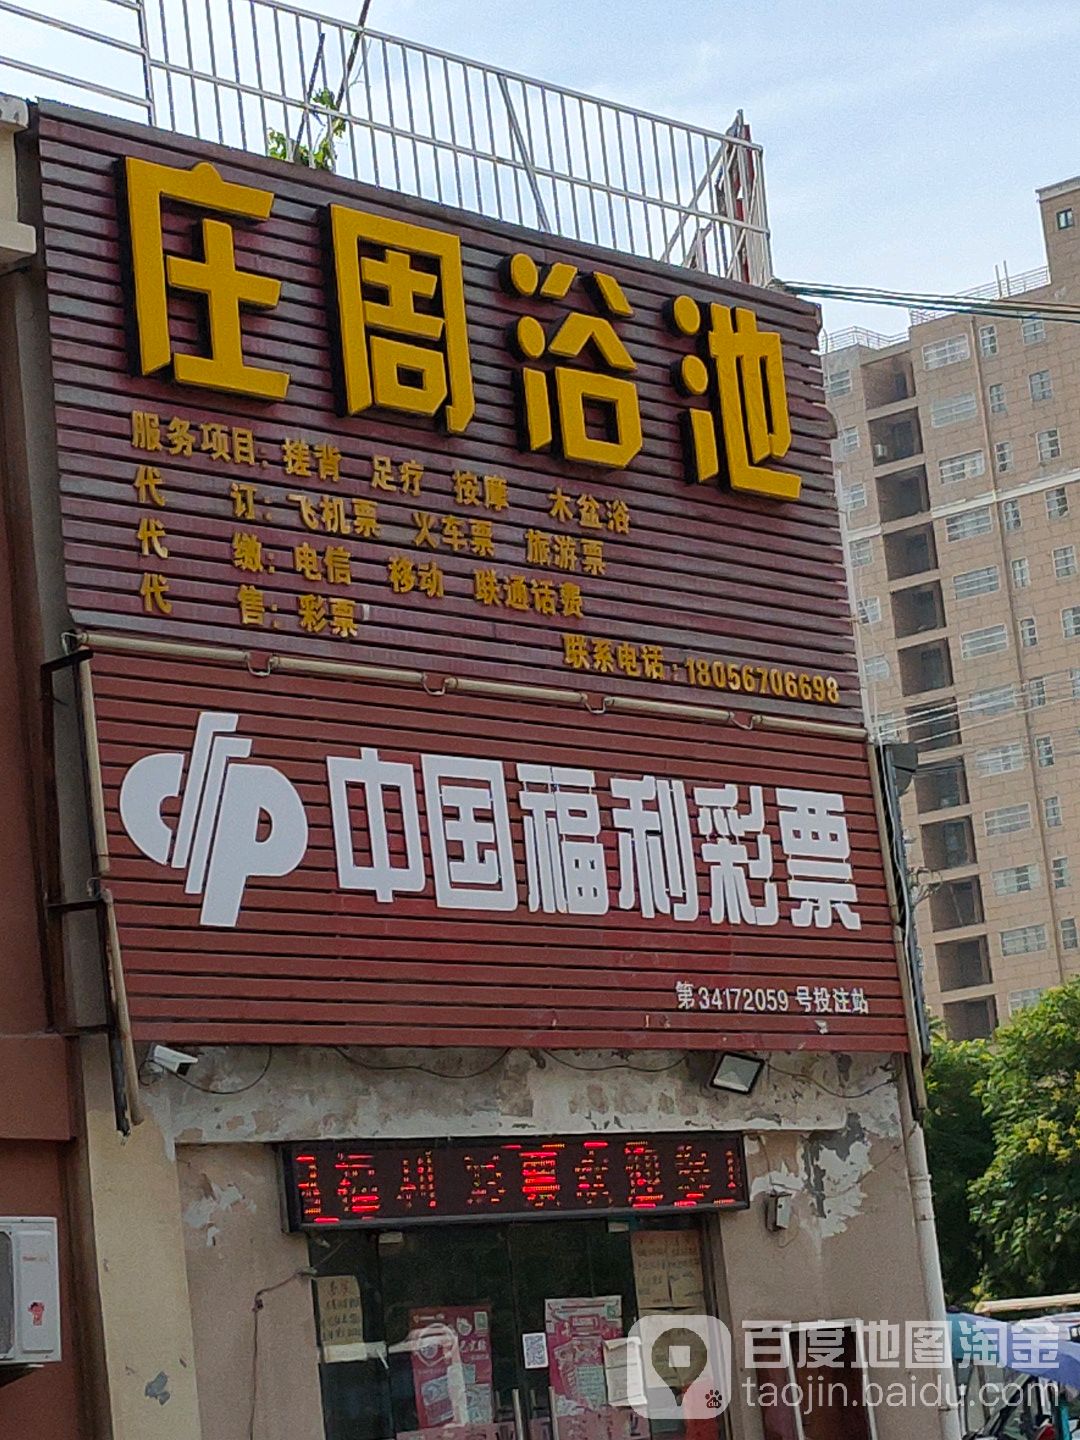 庄周浴池
服务项目: 搓背 足疗 按摩 木盆浴
代 订: 飞机票 火车票 旅游票
代 缴: 电信 移动 联通话费
代 售: 彩票
联系电话: 18056706698
中国福利彩票
第34172059号投注站
百度地图淘金
taojin.baidu.com